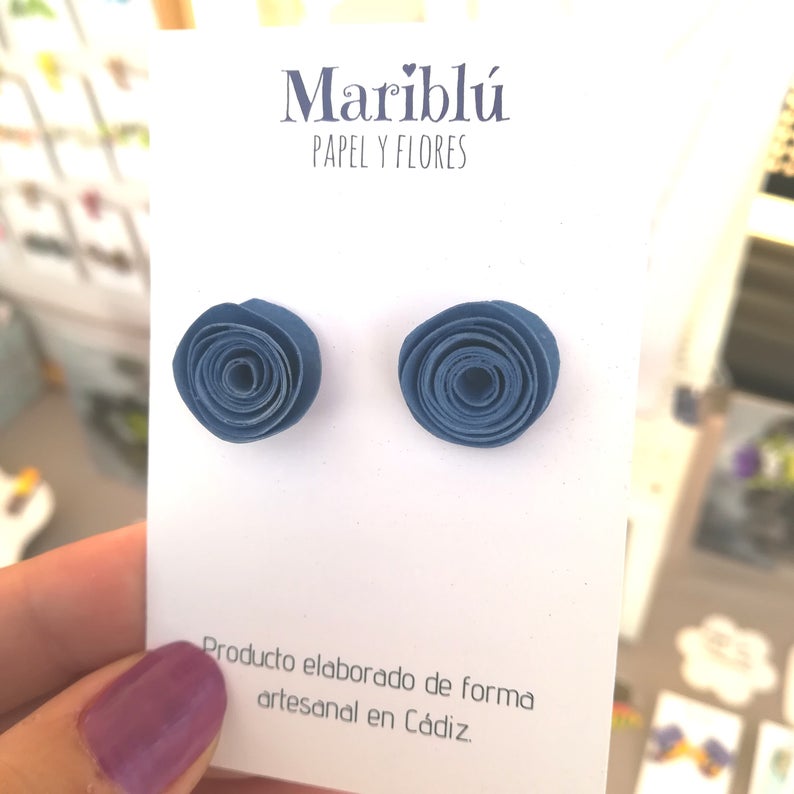 Mariblú
PAPEL Y FLORES
Producto elaborado de forma
artesanal en Cádiz.